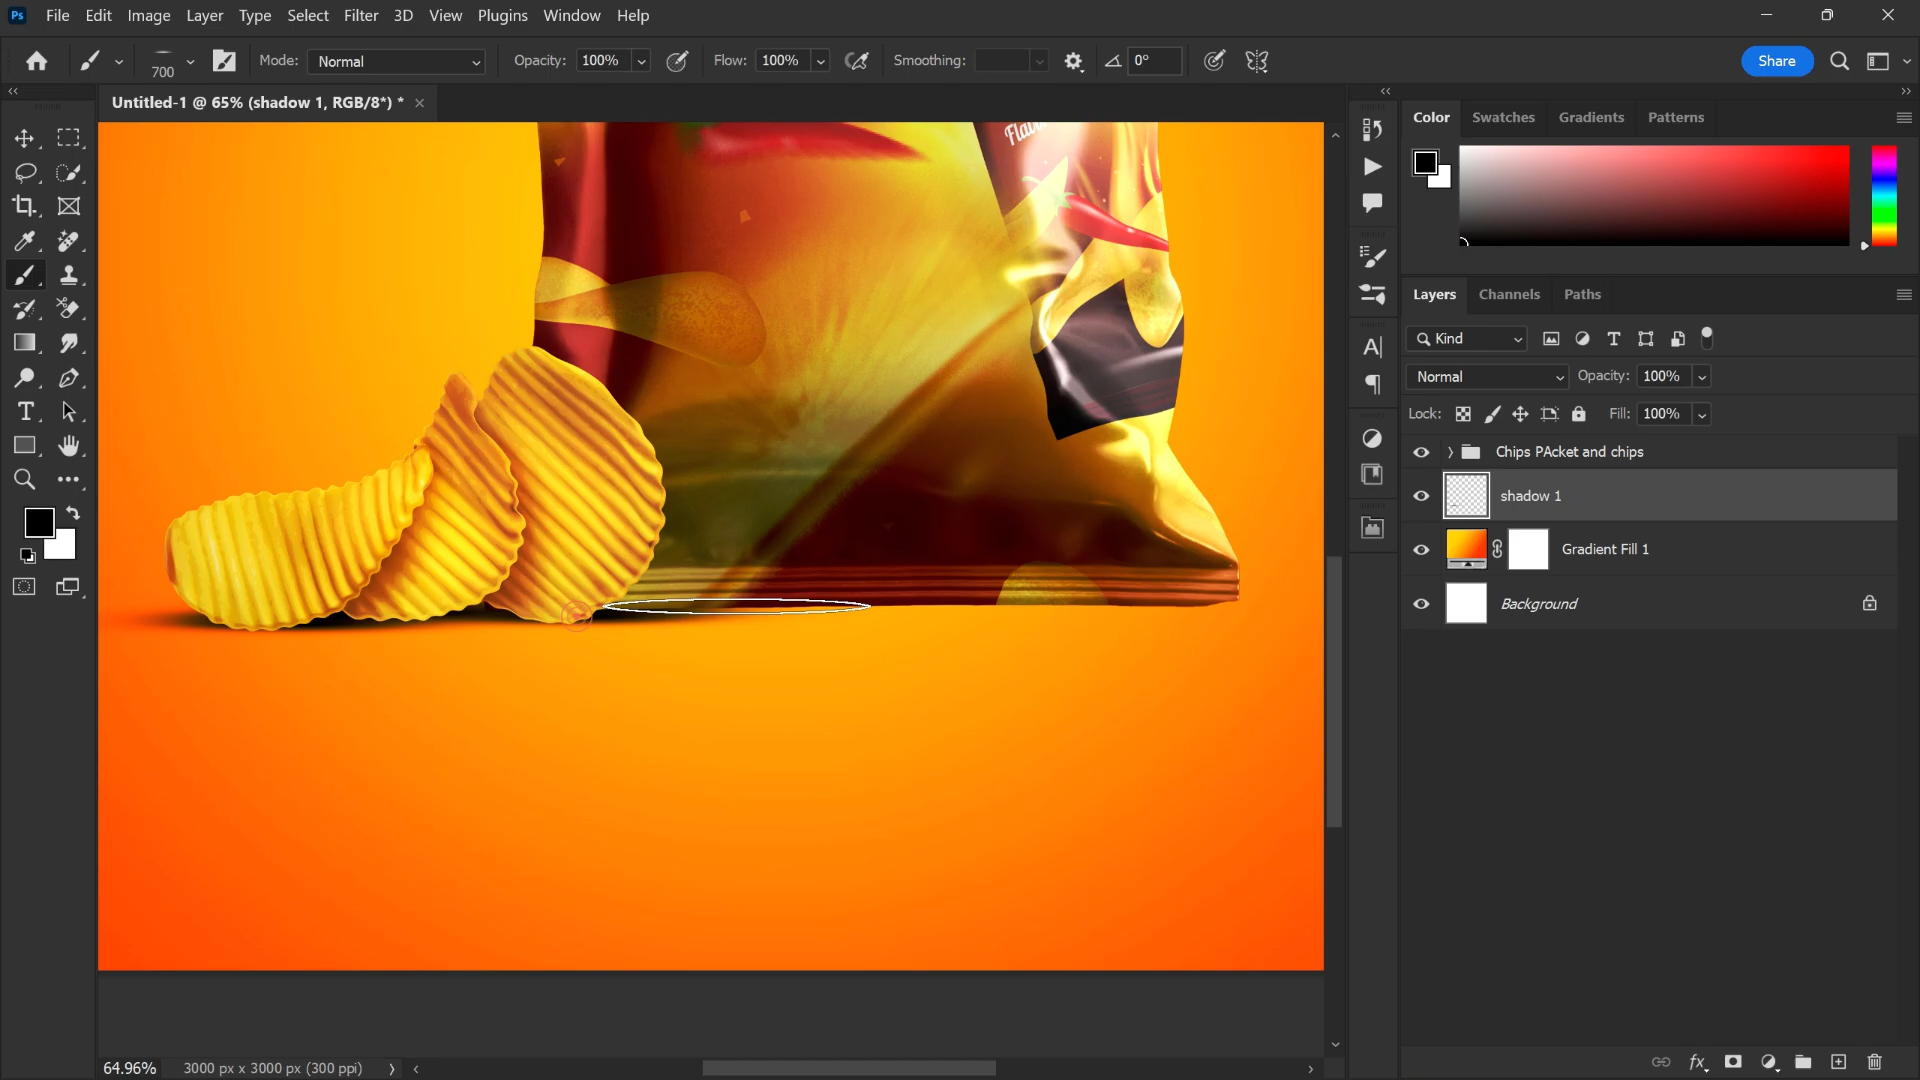 Ps File Edit Image Layer Type Select Filter 3D View Plugins Window Help
700 Mode: Normal Opacity: 100% Flow: 100% Smoothing: 0° Share
Untitled-1 @ 65% (shadow 1, RGB/8*) *
Color Swatches Gradients Patterns
Layers Channels Paths
Kind
Normal Opacity: 100%
Lock: Fill: 100%
Chips PAcket and chips
shadow 1
Gradient Fill 1
Background
64.96% 3000 px x 3000 px (300 ppi)